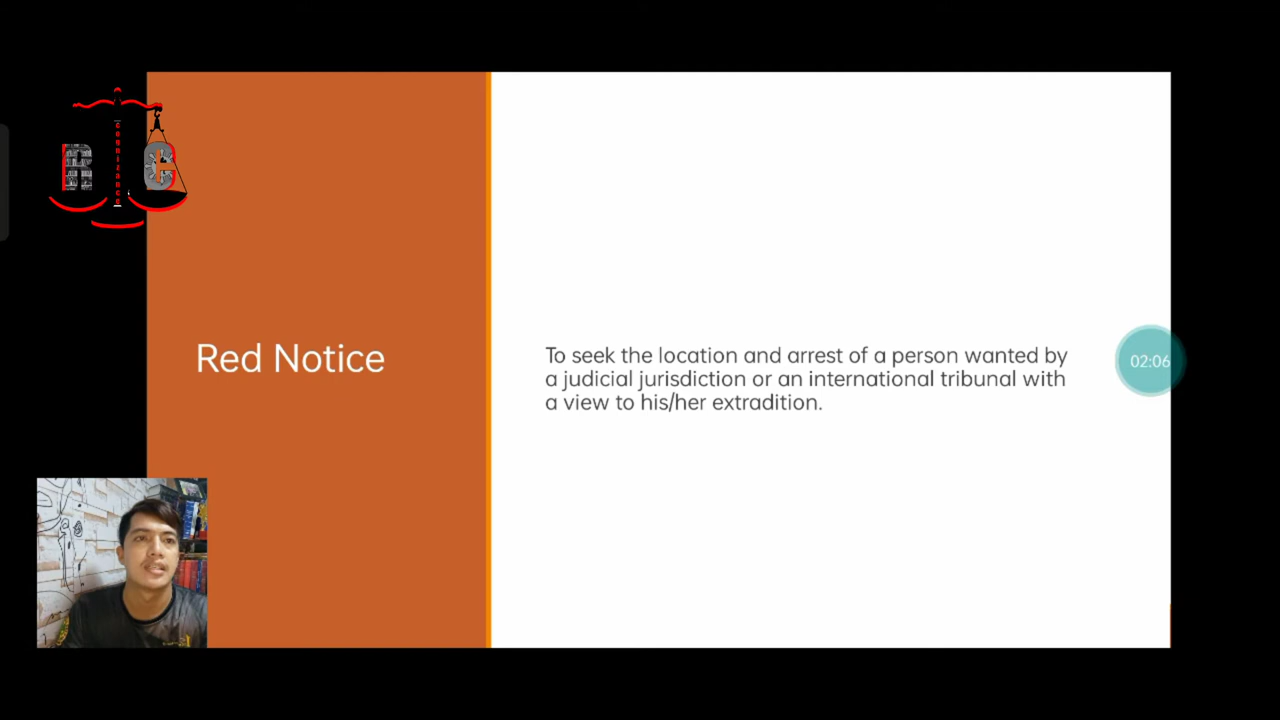 R
cognizance
C
Red Notice
To seek the location and arrest of a person wanted by
a judicial jurisdiction or an international tribunal with
a view to his/her extradition.
02:06